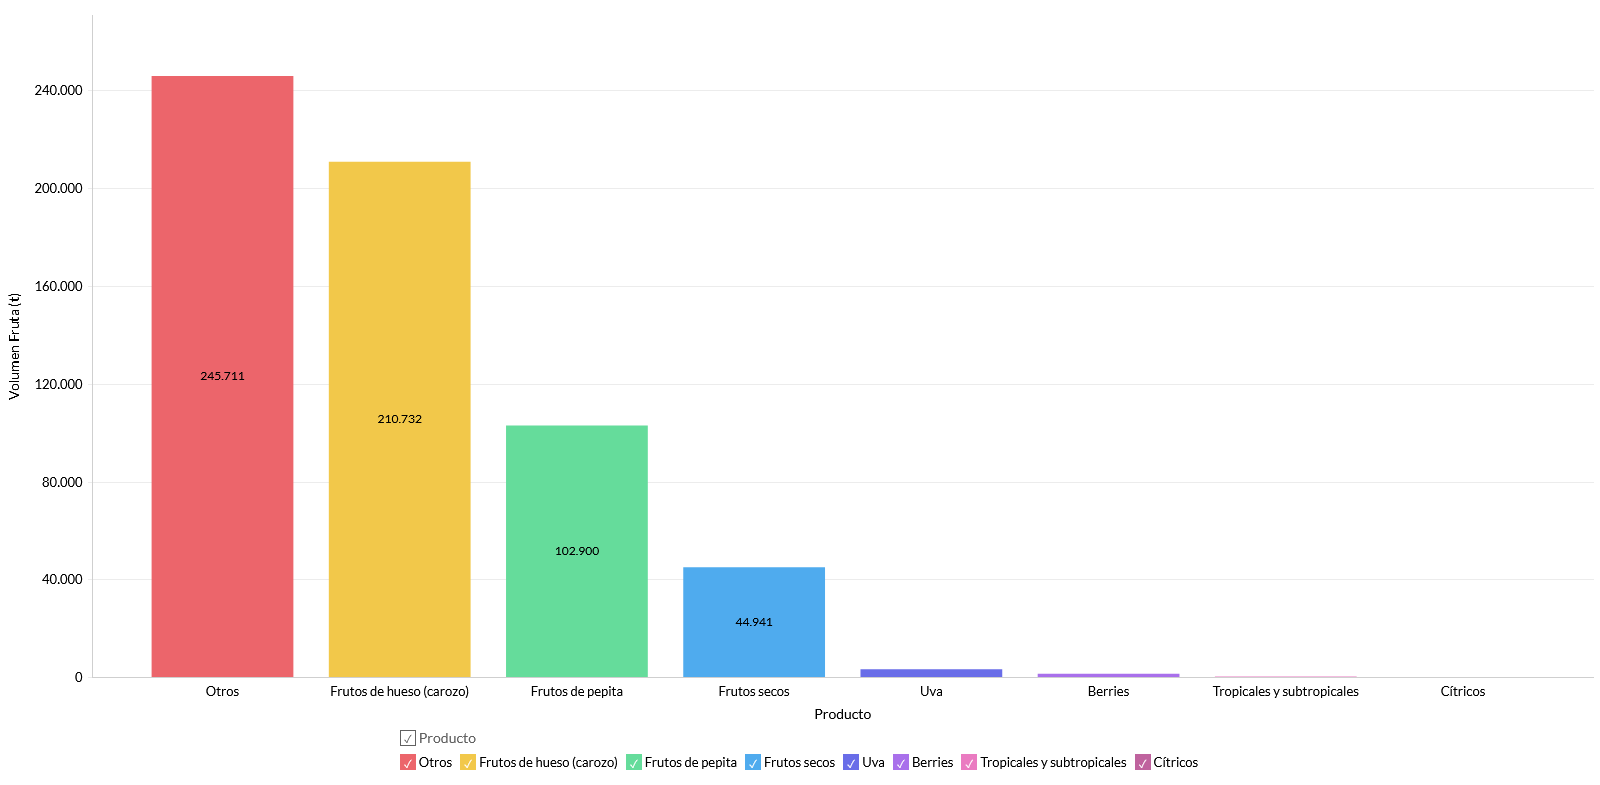 240.000
200.000
160.000
120.000
80.000
40.000
0
Volumen Fruta (t)
245.711
210.732
102.900
44.941
Otros
Frutos de hueso (carozo)
Frutos de pepita
Frutos secos
Uva
Berries
Tropicales y subtropicales
Cítricos
Producto
Producto
Otros Frutos de hueso (carozo) Frutos de pepita Frutos secos Uva Berries Tropicales y subtropicales Cítricos